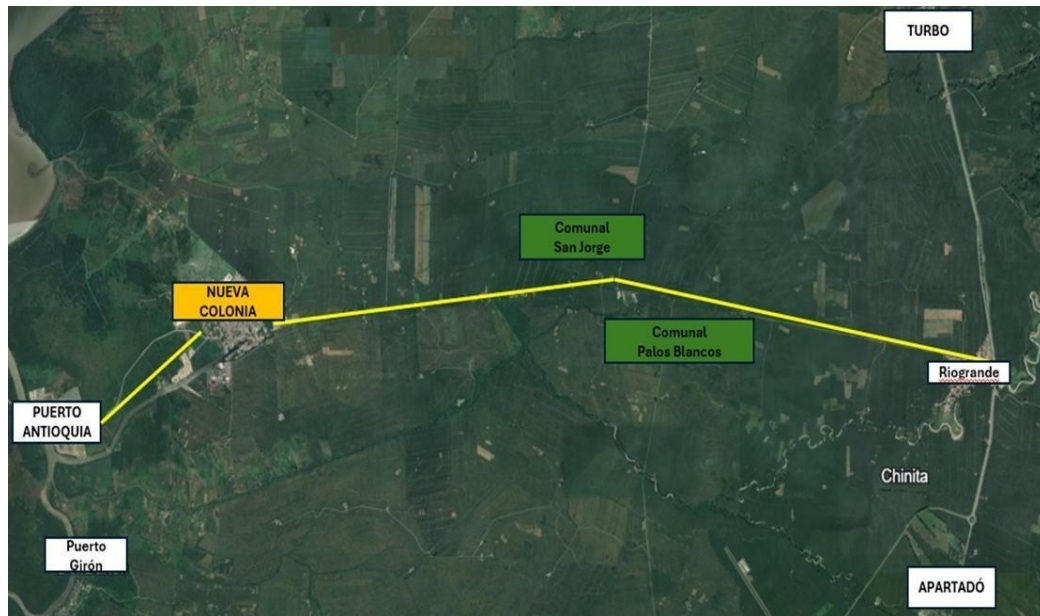 TURBO
Comunal
San Jorge
NUEVA
COLONIA
Comunal
Palos Blancos
Riogrande
PUERTO
ANTIOQUIA
Chinita
Puerto
Girón
APARTADÓ